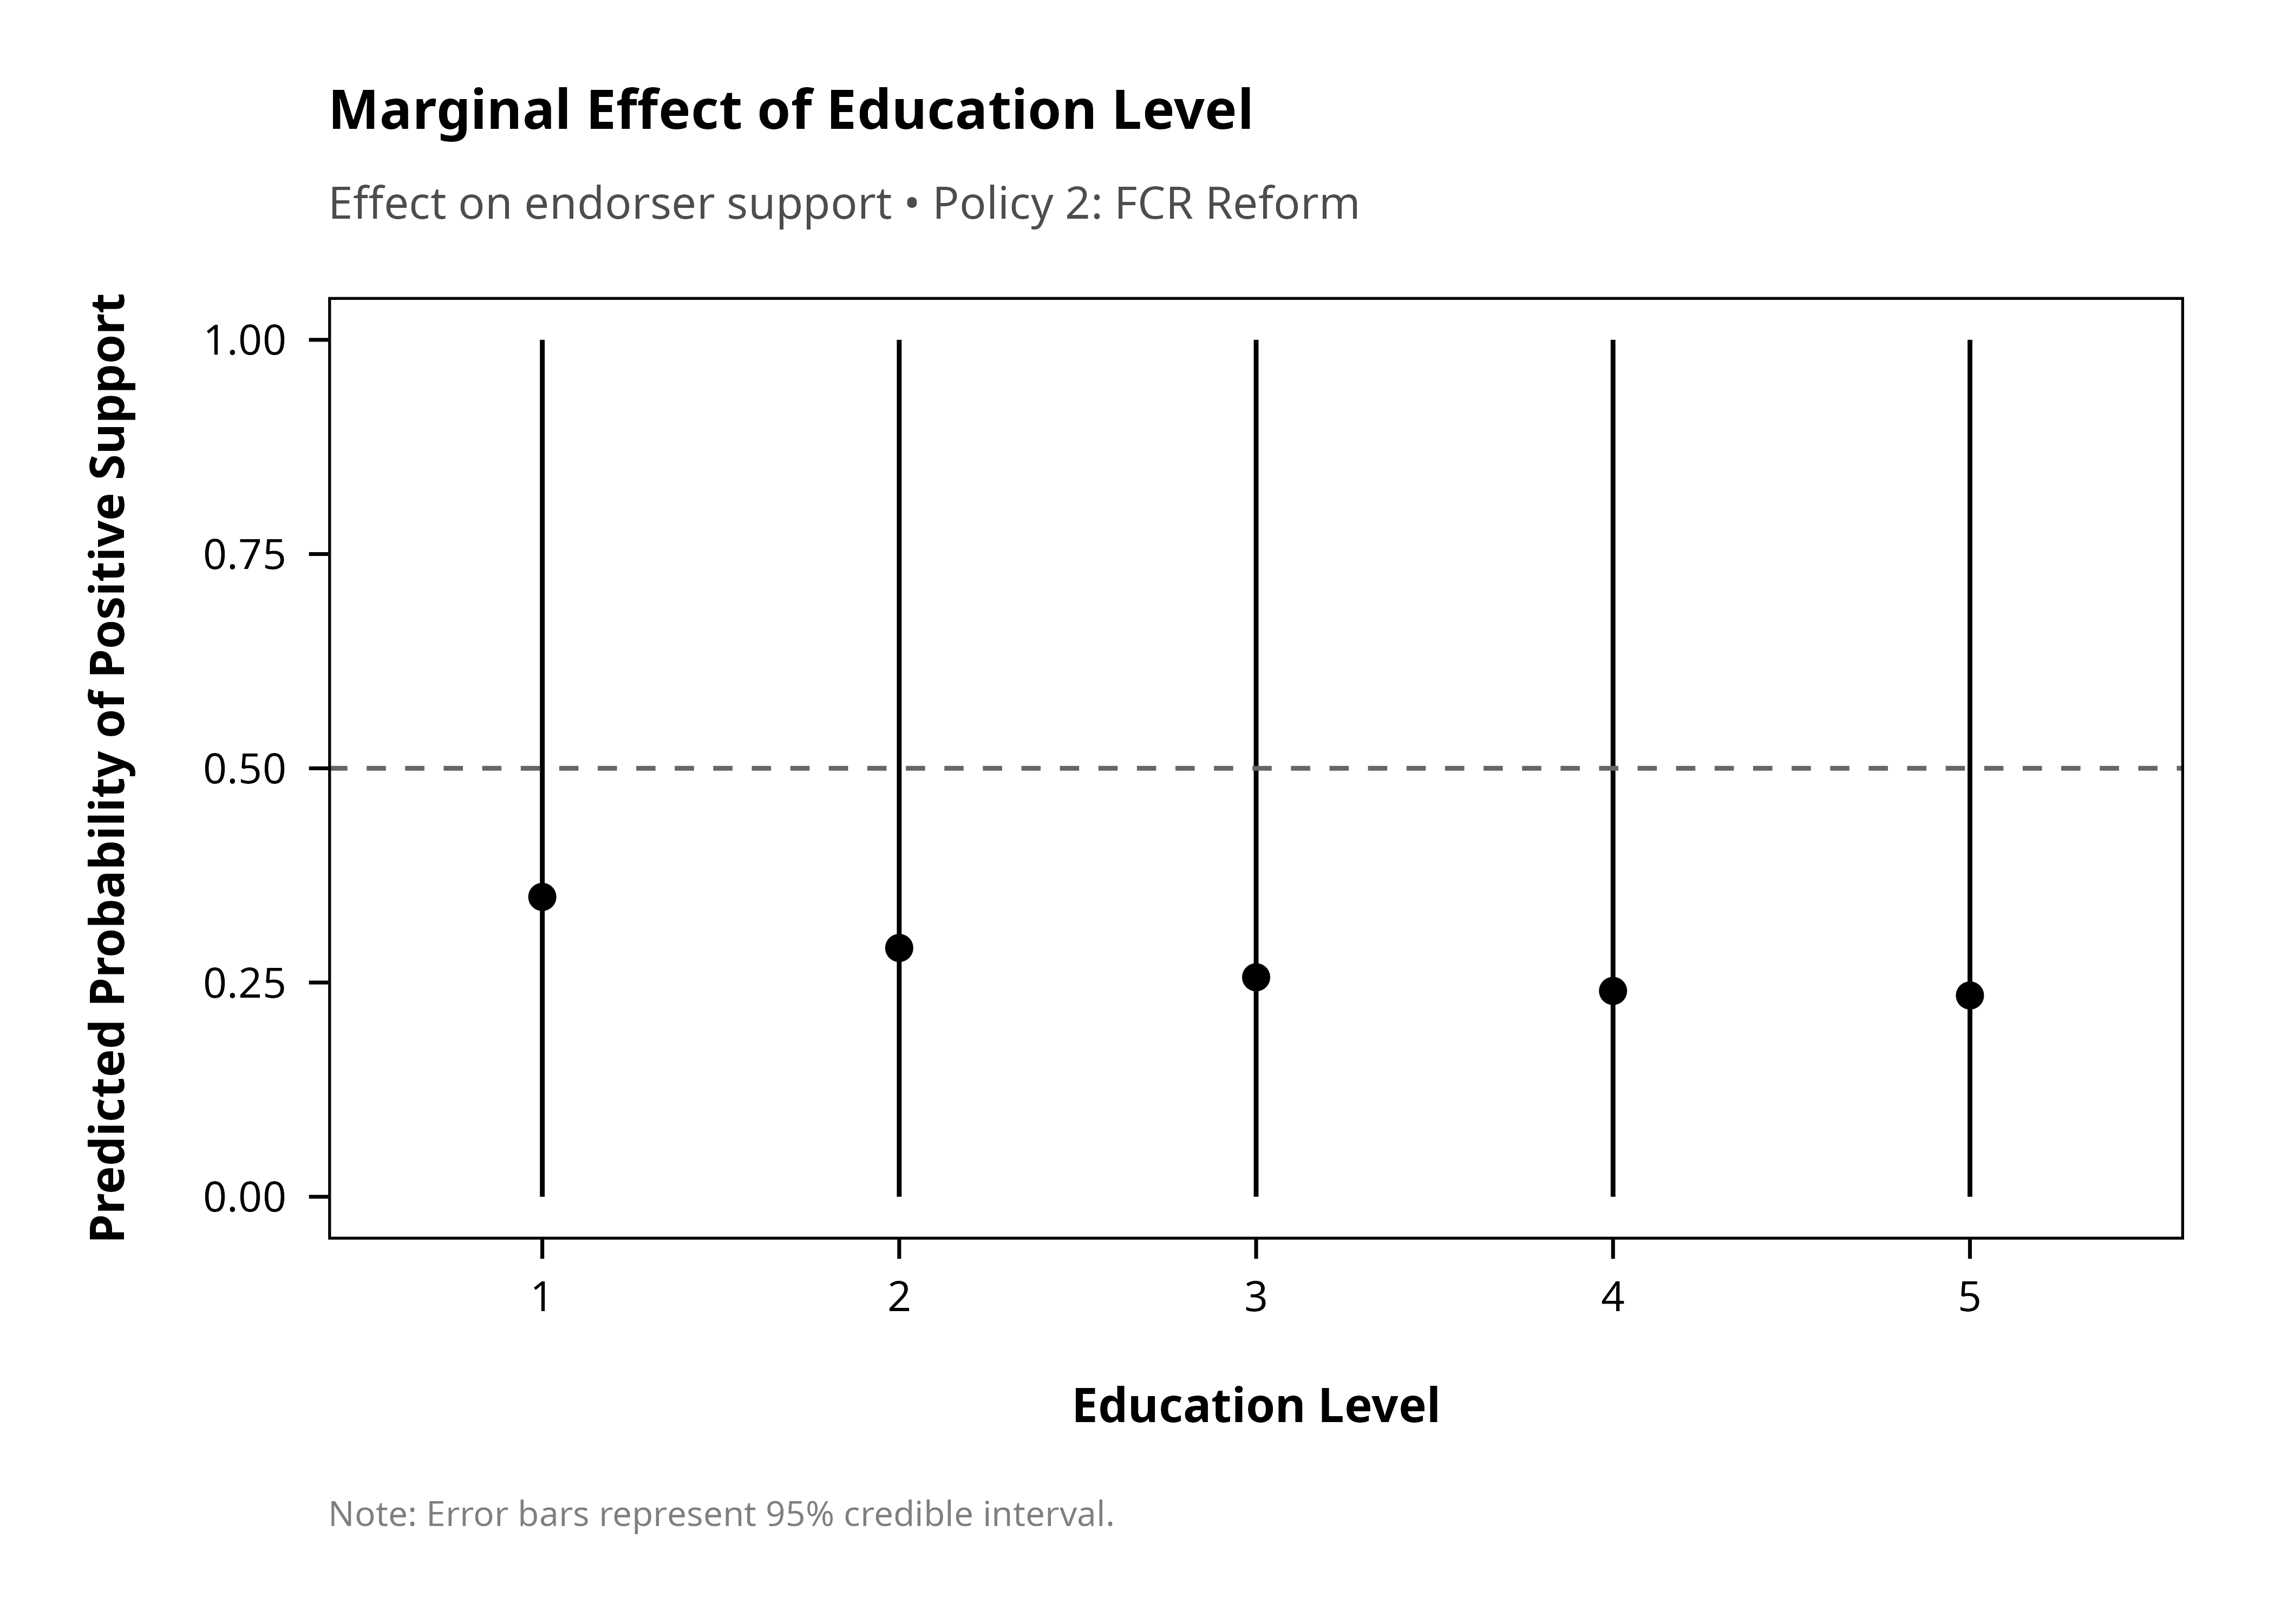 Marginal Effect of Education Level
Effect on endorser support • Policy 2: FCR Reform
Predicted Probability of Positive Support
1.00
0.75
0.50
0.25
0.00
1 2 3 4 5
Education Level
Note: Error bars represent 95% credible interval.